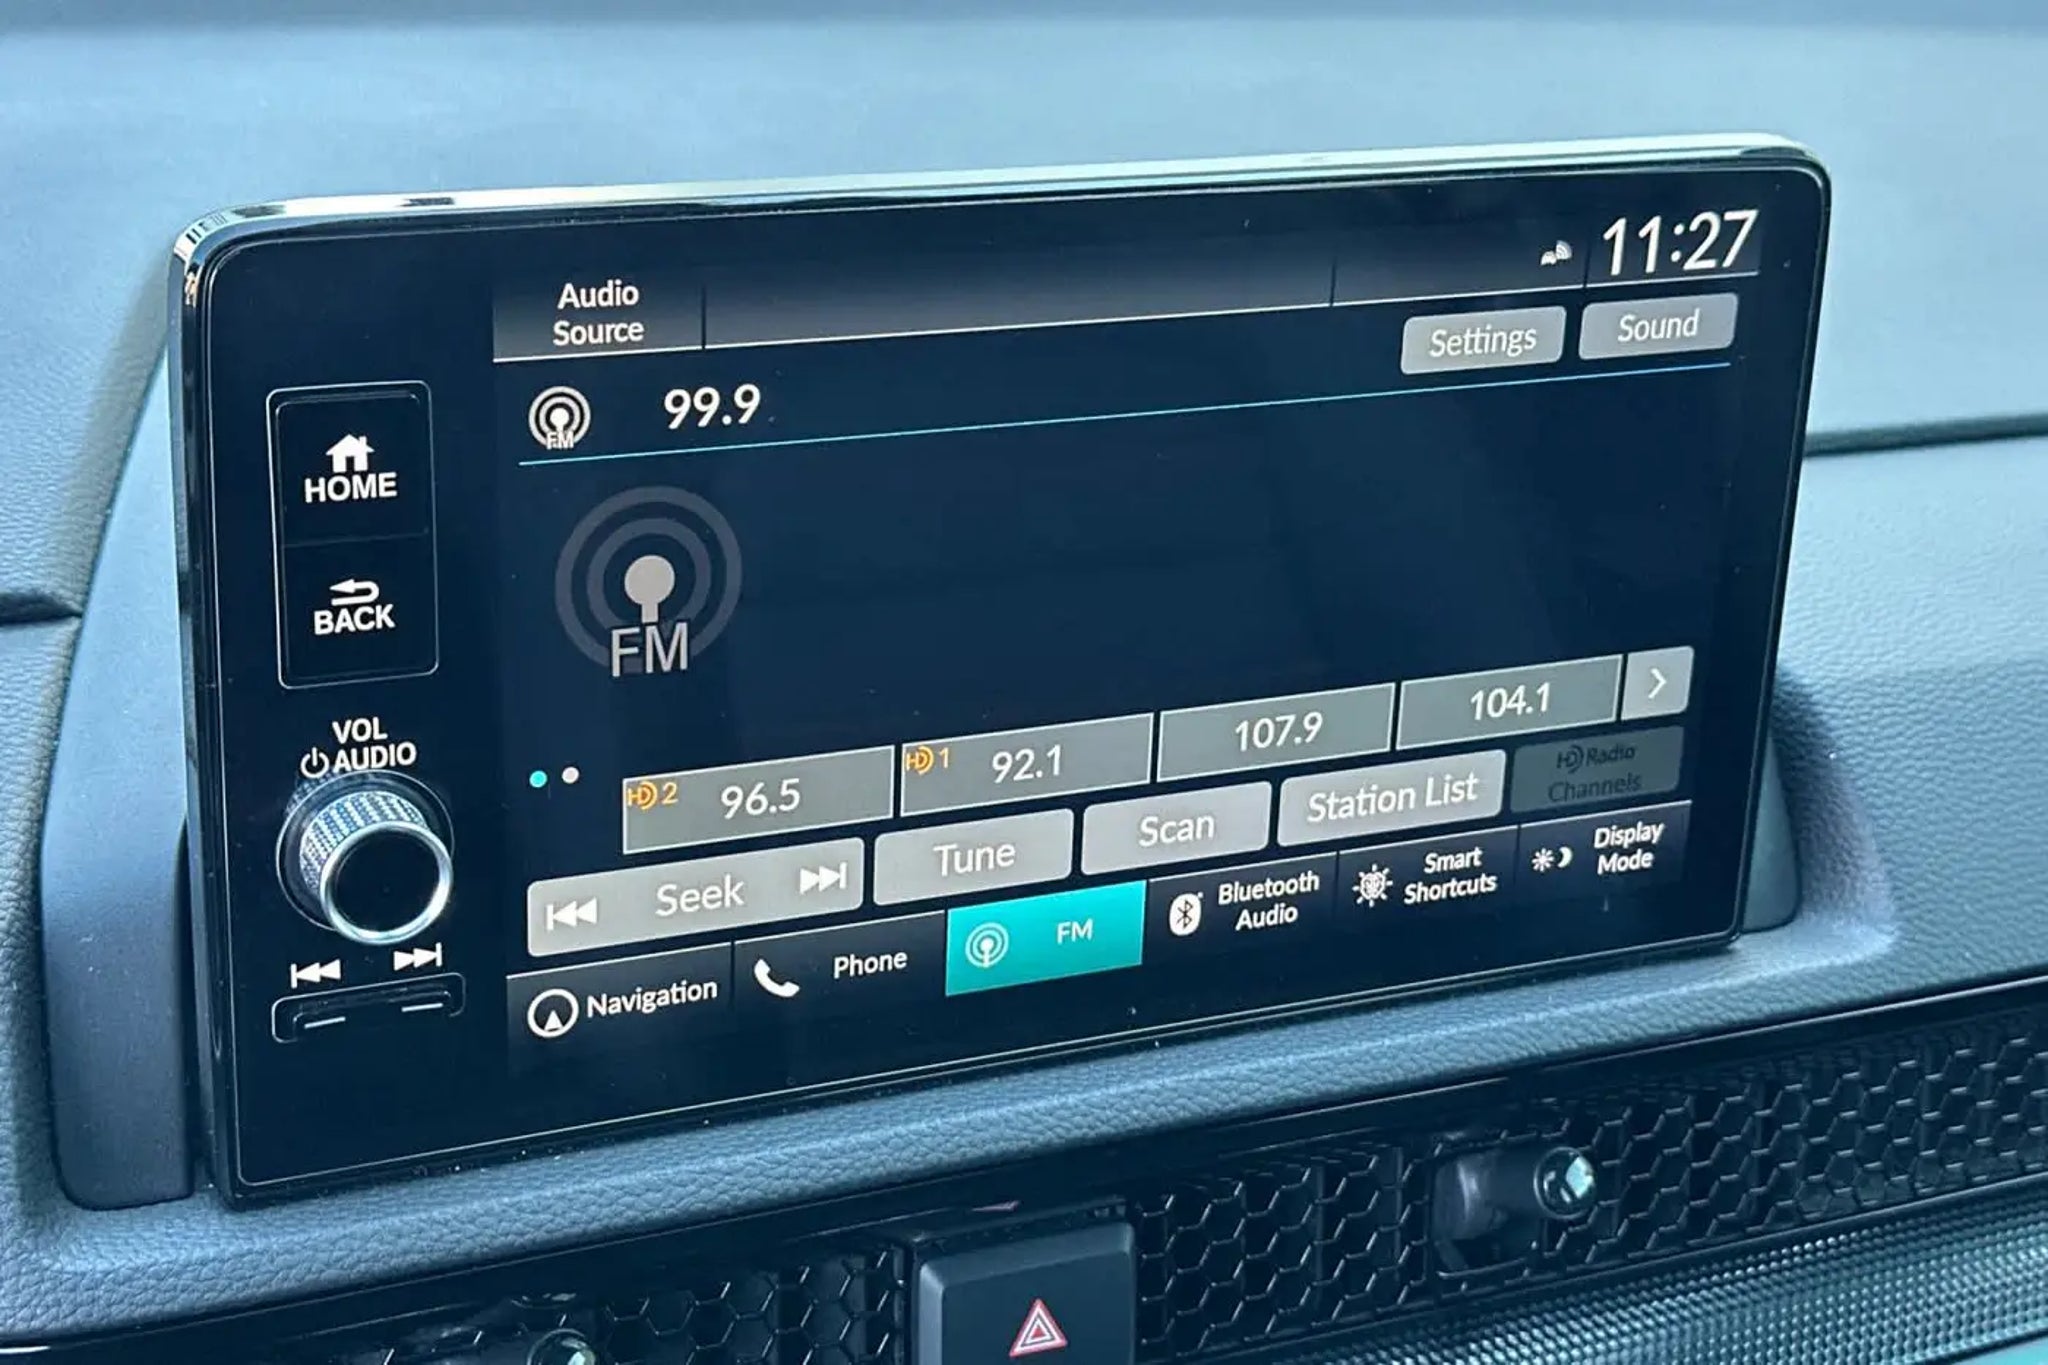 11:27
Audio
Source
Settings
Sound
FM
99.9
HOME
BACK
FM
VOL
AUDIO
HD 2
96.5
HD 1
92.1
107.9
104.1
Seek
Tune
Scan
Station List
HD Radio
Channels
Navigation
Phone
FM
Bluetooth
Audio
Smart
Shortcuts
Display
Mode